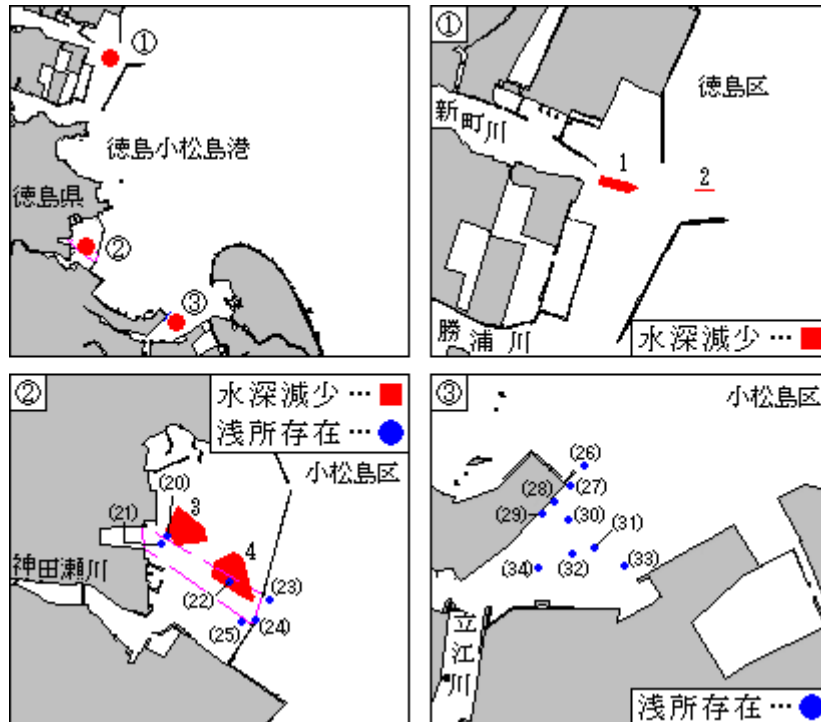 ①
徳島小松島港
徳島県
②
③
①
徳島区
新町川
1
2
勝浦川
水深減少…
②
水深減少…
浅所存在…
小松島区
(20)
3
(21)
4
神田瀬川
(22)
(23)
(25)
(24)
③
小松島区
(26)
(28)
(27)
(29)
(30)
(31)
(34)
(32)
(33)
立江川
浅所存在…